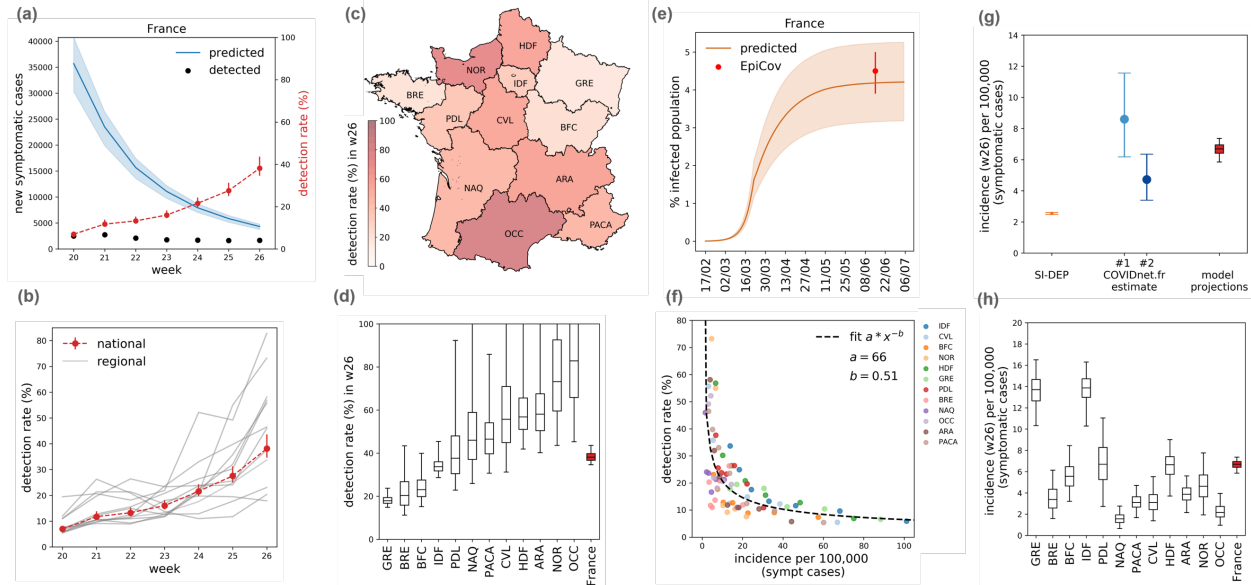 (a)
France
40000
35000
30000
25000
20000
15000
10000
5000
0
new symptomatic cases
predicted
detected
100
80
60
40
20
0
detection rate (%)
20 21 22 23 24 25 26
week
(b)
80
70
60
50
40
30
20
10
0
detection rate (%)
national
regional
20 21 22 23 24 25 26
week
(c)
HDF
NOR
IDF
GRE
BRE
PDL
CVL
BFC
NAQ
ARA
OCC
PACA
detection rate (%) in w26
100
80
60
40
20
0
(d)
detection rate (%) in w26
100
80
60
40
20
0
GRE BRE BFC IDF PDL NAQ PACA CVL HDF ARA NOR OCC France
(e)
France
predicted
EpiCov
% infected population
5
4
3
2
1
0
17/02 02/03 16/03 30/03 13/04 27/04 11/05 25/05 08/06 22/06 06/07
(f)
detection rate (%)
80
70
60
50
40
30
20
10
0
fit a * x⁻ᵇ
a = 66
b = 0.51
IDF
CVL
BFC
NOR
HDF
GRE
PDL
BRE
NAQ
OCC
ARA
PACA
0 20 40 60 80 100
incidence per 100,000
(sympt cases)
(g)
incidence (w26) per 100,000
(symptomatic cases)
14
12
10
8
6
4
2
0
SI-DEP
#1 #2
COVIDnet.fr
estimate
model
projections
(h)
incidence (w26) per 100,000
(symptomatic cases)
20
18
16
14
12
10
8
6
4
2
0
GRE BRE BFC IDF PDL NAQ PACA CVL HDF ARA NOR OCC France